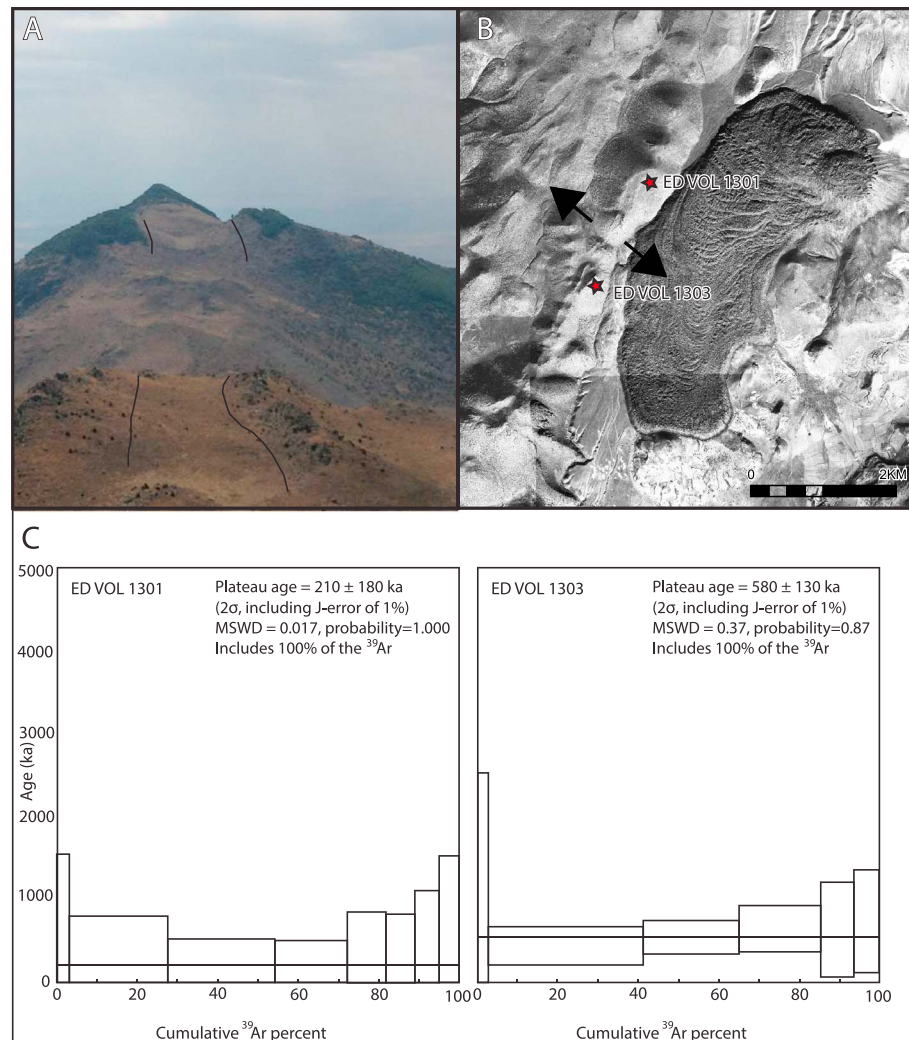 A
B
ED VOL 1301
ED VOL 1303
0 2KM
C
ED VOL 1301
Plateau age = 210 ± 180 ka
(2σ, including J-error of 1%)
MSWD = 0.017, probability=1.000
Includes 100% of the ³⁹Ar
5000
4000
3000
2000
1000
0
Age (ka)
0 20 40 60 80 100
Cumulative ³⁹Ar percent
ED VOL 1303
Plateau age = 580 ± 130 ka
(2σ, including J-error of 1%)
MSWD = 0.37, probability=0.87
Includes 100% of the ³⁹Ar
0 20 40 60 80 100
Cumulative ³⁹Ar percent